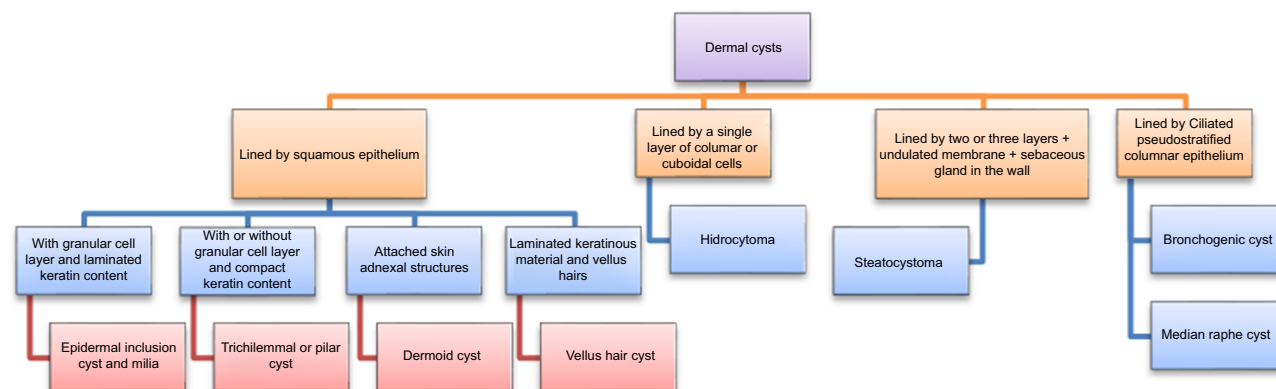 Dermal cysts
Lined by squamous epithelium
Lined by a single
layer of columar or
cuboidal cells
Lined by two or three layers +
undulated membrane + sebaceous
gland in the wall
Lined by Ciliated
pseudostratified
columnar epithelium
With granular cell
layer and laminated
keratin content
With or without
granular cell layer
and compact
keratin content
Attached skin
adnexal structures
Laminated keratinous
material and vellus
hairs
Hidrocytoma
Steatocystoma
Bronchogenic cyst
Epidermal inclusion
cyst and milia
Trichilemmal or pilar
cyst
Dermoid cyst
Vellus hair cyst
Median raphe cyst